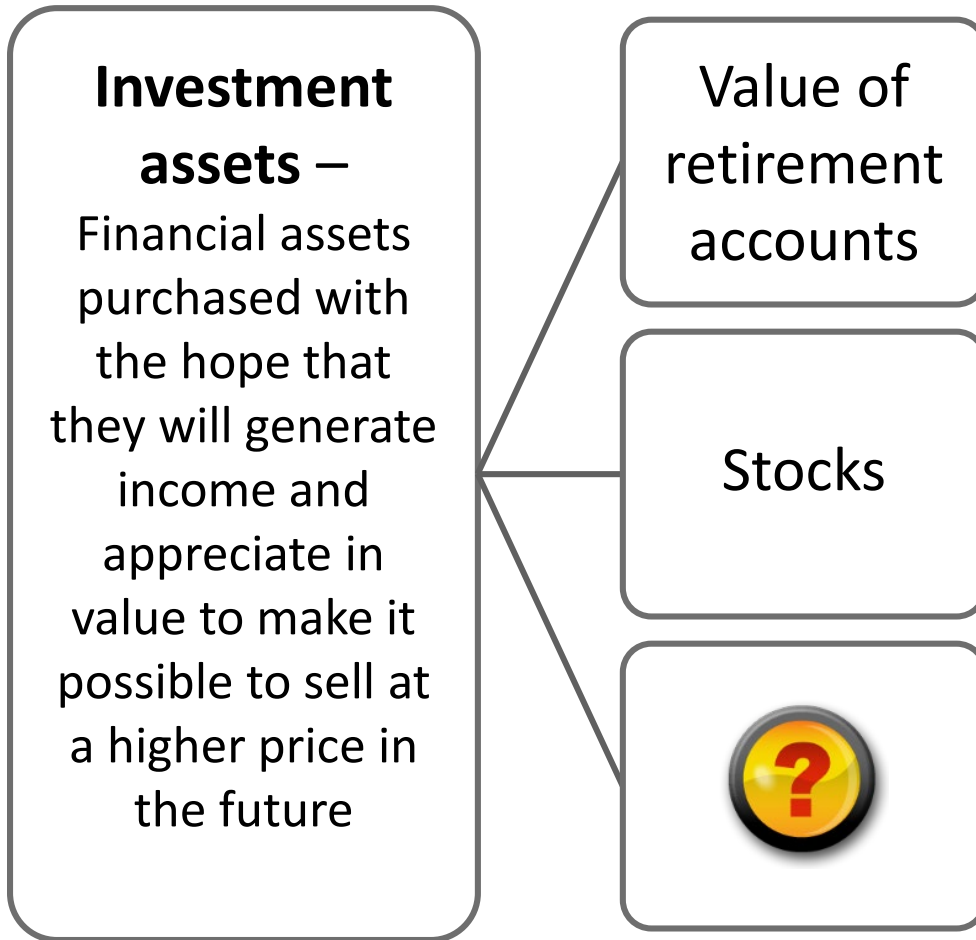 Investment
assets –
Financial assets
purchased with
the hope that
they will generate
income and
appreciate in
value to make it
possible to sell at
a higher price in
the future
Value of
retirement
accounts
Stocks
?